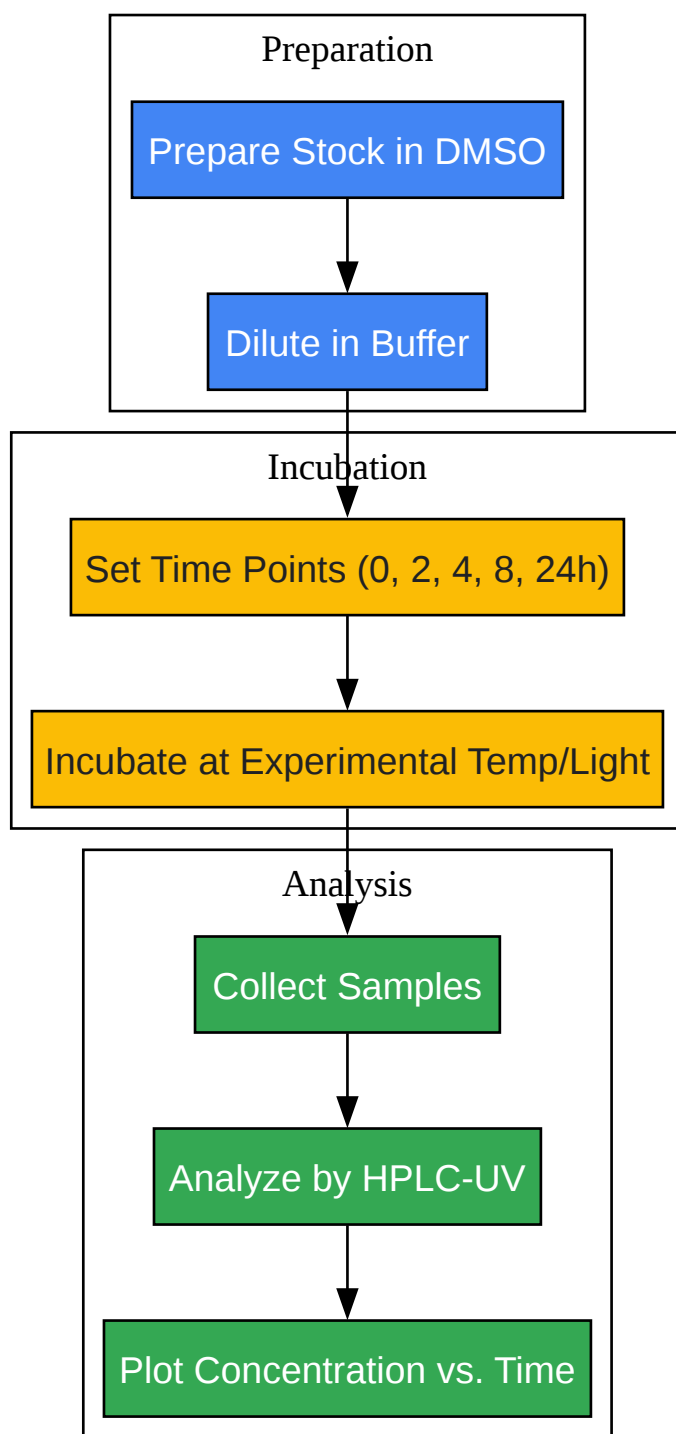 Preparation
Prepare Stock in DMSO
Dilute in Buffer
Incubation
Set Time Points (0, 2, 4, 8, 24h)
Incubate at Experimental Temp/Light
Analysis
Collect Samples
Analyze by HPLC-UV
Plot Concentration vs. Time